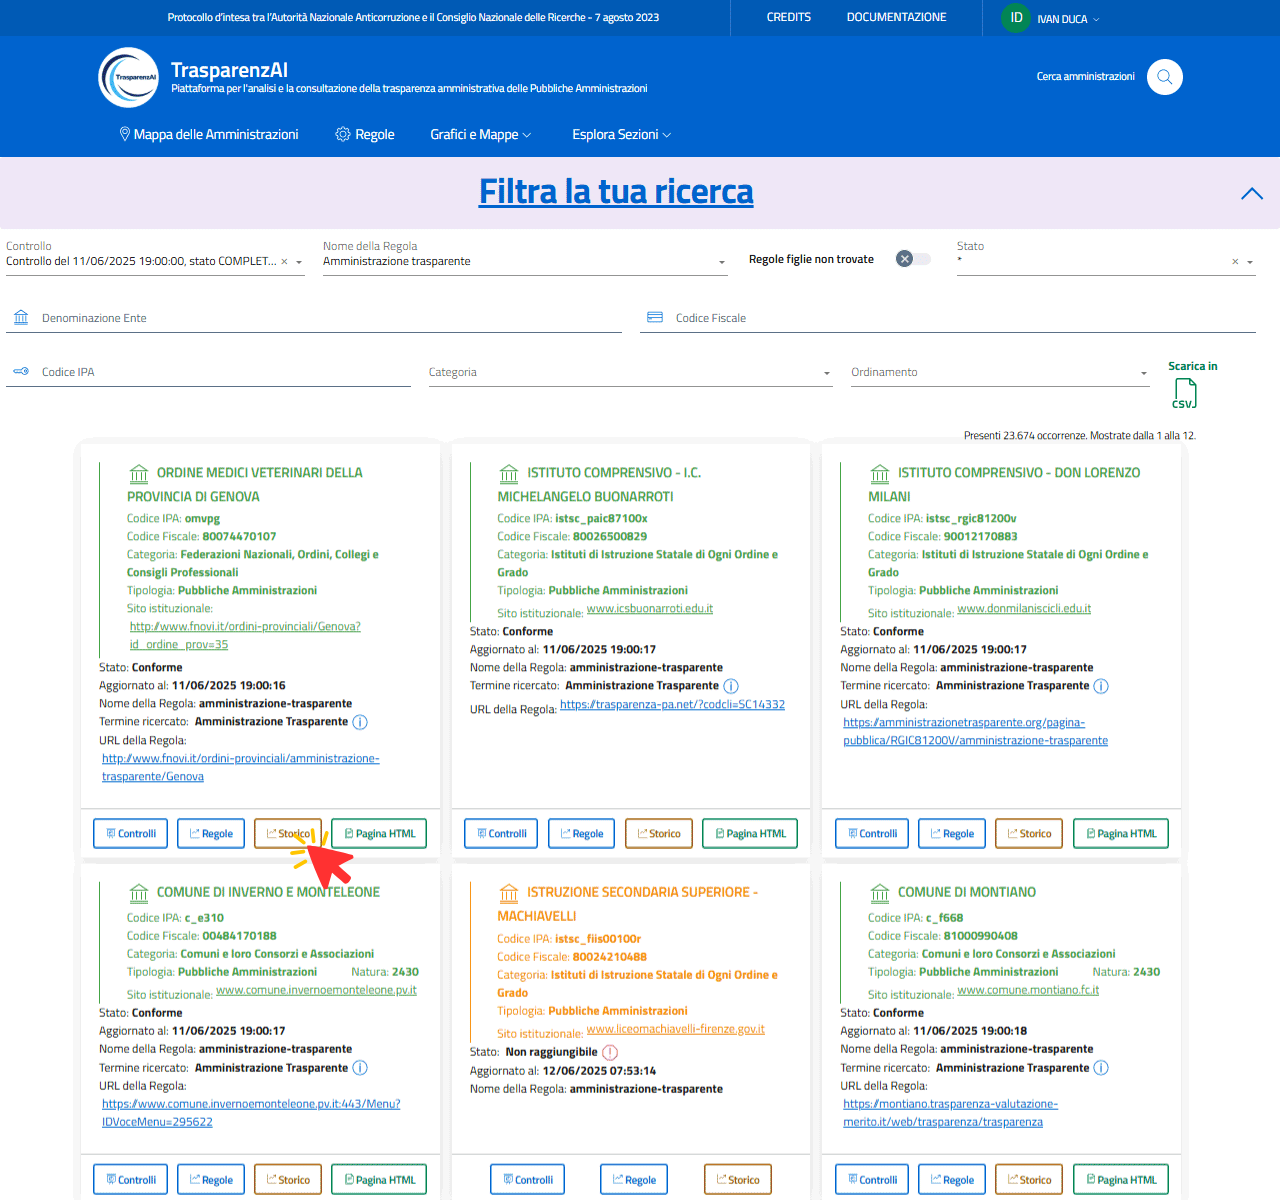 Protocollo d'intesa tra l'Autorità Nazionale Anticorruzione e il Consiglio Nazionale delle Ricerche - 7 agosto 2023
CREDITS
DOCUMENTAZIONE
ID
IVAN DUCA
TrasparenzAI
TrasparenzAI
Piattaforma per l'analisi e la consultazione della trasparenza amministrativa delle Pubbliche Amministrazioni
Cerca amministrazioni
Mappa delle Amministrazioni
Regole
Grafici e Mappe
Esplora Sezioni
Filtra la tua ricerca
Controllo
Controllo del 11/06/2025 19:00:00, stato COMPLET... ×
Nome della Regola
Amministrazione trasparente
Regole figlie non trovate
Stato
* ×
Denominazione Ente
Codice Fiscale
Codice IPA
Categoria
Ordinamento
Scarica in
CSV
Presenti 23.674 occorrenze. Mostrate dalla 1 alla 12.
ORDINE MEDICI VETERINARI DELLA
PROVINCIA DI GENOVA
Codice IPA: omvpg
Codice Fiscale: 80074470107
Categoria: Federazioni Nazionali, Ordini, Collegi e
Consigli Professionali
Tipologia: Pubbliche Amministrazioni
Sito istituzionale:
http://www.fnovi.it/ordini-provinciali/Genova?
id_ordine_prov=35
Stato: Conforme
Aggiornato al: 11/06/2025 19:00:16
Nome della Regola: amministrazione-trasparente
Termine ricercato: Amministrazione Trasparente
URL della Regola:
http://www.fnovi.it/ordini-provinciali/amministrazione-
trasparente/Genova
Controlli
Regole
Storico
Pagina HTML
ISTITUTO COMPRENSIVO - I.C.
MICHELANGELO BUONARROTI
Codice IPA: istsc_paic87100x
Codice Fiscale: 80026500829
Categoria: Istituti di Istruzione Statale di Ogni Ordine e
Grado
Tipologia: Pubbliche Amministrazioni
Sito istituzionale: www.icsbuonarroti.edu.it
Stato: Conforme
Aggiornato al: 11/06/2025 19:00:17
Nome della Regola: amministrazione-trasparente
Termine ricercato: Amministrazione Trasparente
URL della Regola: https://trasparenza-pa.net/?codcli=SC14332
Controlli
Regole
Storico
Pagina HTML
ISTITUTO COMPRENSIVO - DON LORENZO
MILANI
Codice IPA: istsc_rgic81200v
Codice Fiscale: 90012170883
Categoria: Istituti di Istruzione Statale di Ogni Ordine e
Grado
Tipologia: Pubbliche Amministrazioni
Sito istituzionale: www.donmilaniscicli.edu.it
Stato: Conforme
Aggiornato al: 11/06/2025 19:00:17
Nome della Regola: amministrazione-trasparente
Termine ricercato: Amministrazione Trasparente
URL della Regola:
https://amministrazionetrasparente.org/pagina-
pubblica/RGIC81200V/amministrazione-trasparente
Controlli
Regole
Storico
Pagina HTML
COMUNE DI INVERNO E MONTELEONE
Codice IPA: c_e310
Codice Fiscale: 00484170188
Categoria: Comuni e loro Consorzi e Associazioni
Tipologia: Pubbliche Amministrazioni Natura: 2430
Sito istituzionale: www.comune.invernoemonteleone.pv.it
Stato: Conforme
Aggiornato al: 11/06/2025 19:00:17
Nome della Regola: amministrazione-trasparente
Termine ricercato: Amministrazione Trasparente
URL della Regola:
https://www.comune.invernoemonteleone.pv.it:443/Menu?
IDVoceMenu=295622
Controlli
Regole
Storico
Pagina HTML
ISTRUZIONE SECONDARIA SUPERIORE -
MACHIAVELLI
Codice IPA: istsc_fiis00100r
Codice Fiscale: 80024210488
Categoria: Istituti di Istruzione Statale di Ogni Ordine e
Grado
Tipologia: Pubbliche Amministrazioni
Sito istituzionale: www.liceomachiavelli-firenze.gov.it
Stato: Non raggiungibile
Aggiornato al: 12/06/2025 07:53:14
Nome della Regola: amministrazione-trasparente
Controlli
Regole
Storico
COMUNE DI MONTIANO
Codice IPA: c_f668
Codice Fiscale: 81000990408
Categoria: Comuni e loro Consorzi e Associazioni
Tipologia: Pubbliche Amministrazioni Natura: 2430
Sito istituzionale: www.comune.montiano.fc.it
Stato: Conforme
Aggiornato al: 11/06/2025 19:00:18
Nome della Regola: amministrazione-trasparente
Termine ricercato: Amministrazione Trasparente
URL della Regola:
https://montiano.trasparenza-valutazione-
merito.it/web/trasparenza/trasparenza
Controlli
Regole
Storico
Pagina HTML